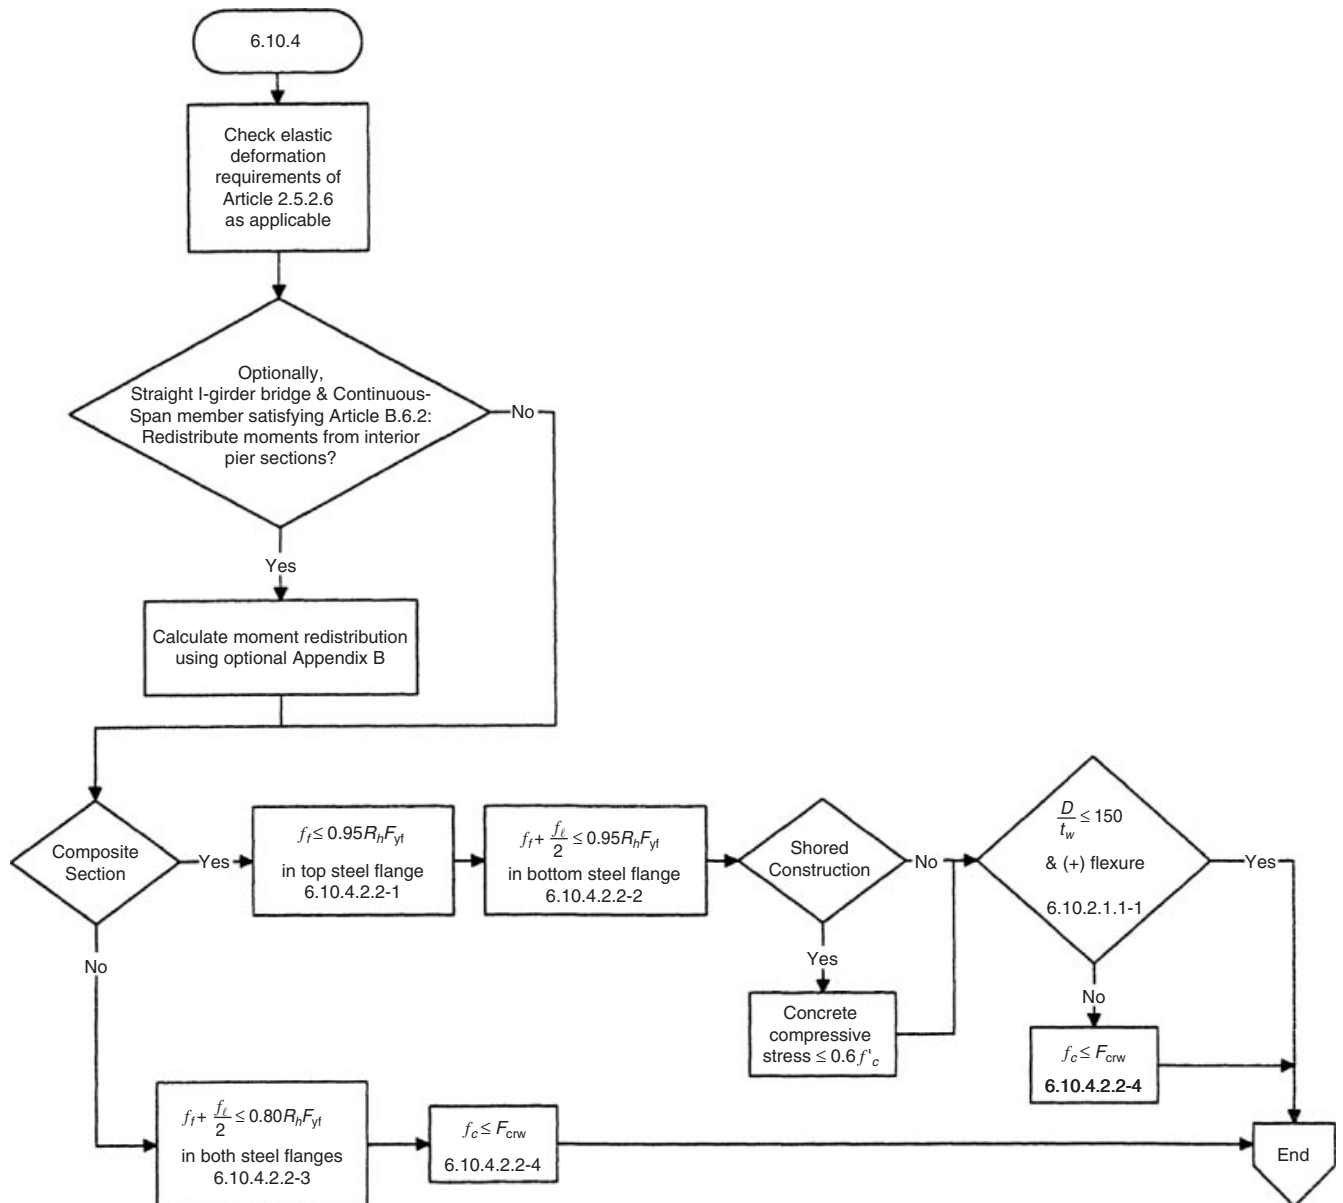 6.10.4
Check elastic
deformation
requirements of
Article 2.5.2.6
as applicable
Optionally,
Straight I-girder bridge & Continuous-
Span member satisfying Article B.6.2:
Redistribute moments from interior
pier sections?
No
Yes
Calculate moment redistribution
using optional Appendix B
Composite
Section
Yes
f_f ≤ 0.95R_hF_yf
in top steel flange
6.10.4.2.2-1
f_f + f_ℓ/2 ≤ 0.95R_hF_yf
in bottom steel flange
6.10.4.2.2-2
Shored
Construction
No
Yes
Concrete
compressive
stress ≤ 0.6 f'_c
D/t_w ≤ 150
& (+) flexure
6.10.2.1.1-1
Yes
No
f_c ≤ F_crw
6.10.4.2.2-4
No
f_f + f_ℓ/2 ≤ 0.80R_hF_yf
in both steel flanges
6.10.4.2.2-3
f_c ≤ F_crw
6.10.4.2.2-4
End